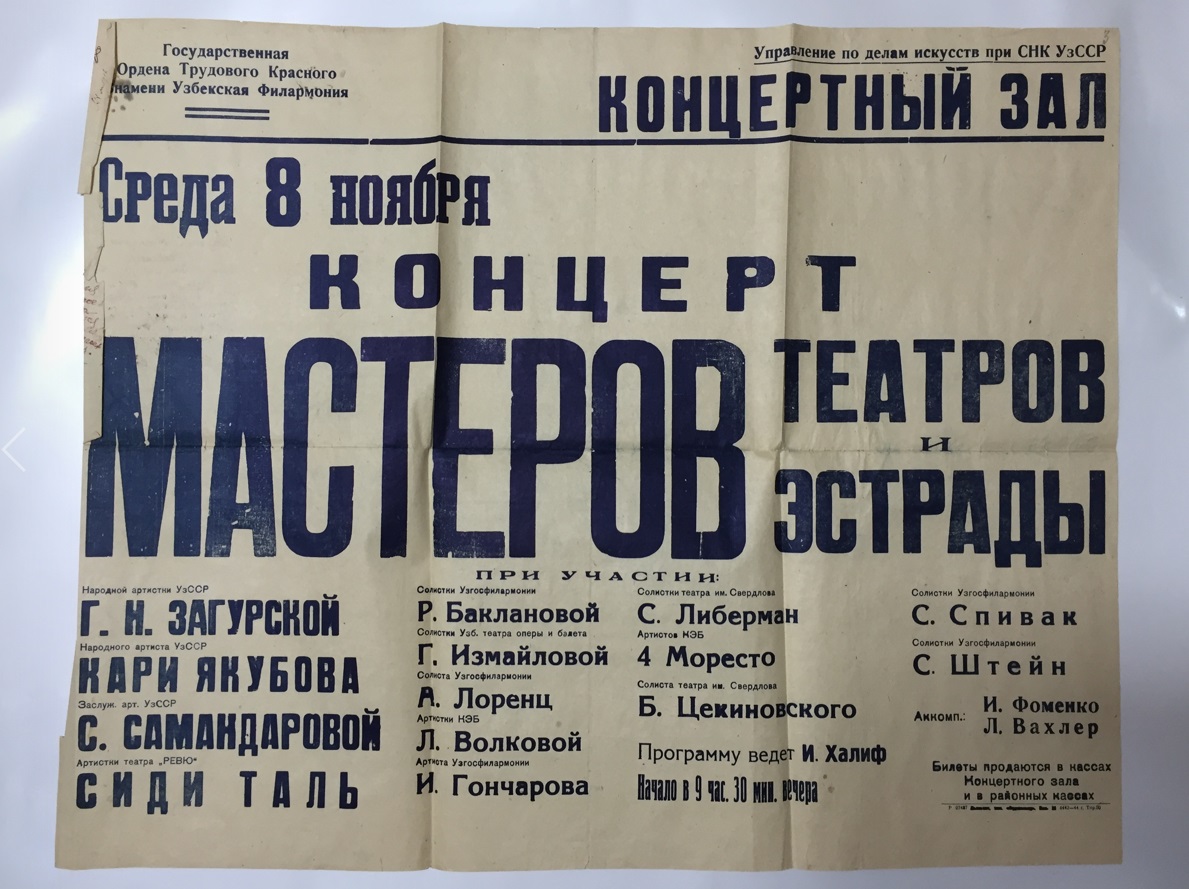 Государственная
Ордена Трудового Красного
намени Узбекская Филармония
Управление по делам искусств при СНК УзССР
КОНЦЕРТНЫЙ ЗАЛ
Среда 8 ноября
КОНЦЕРТ
МАСТЕРОВ
ТЕАТРОВ
И
ЭСТРАДЫ
ПРИ УЧАСТИИ:
Народной артистни УзССР
Г. Н. ЗАГУРСКОЙ
Народного артиста УзССР
КАРИ ЯКУБОВА
Заслуж. арт. УзССР
С. САМАНДАРОВОЙ
Артистки театра „РЕВЮ"
СИДИ ТАЛЬ
Солистки Узгосфилармонии
Р. Баклановой
Солистки Узб. театра оперы и балета
Г. Измайловой
Солиста Узгосфилармонии
А. Лоренц
Артистки НЭБ
Л. Волковой
Артиста Узгосфилармонии
И. Гончарова
Солистки театра им. Свердлова
С. Либерман
Артистов НЭБ
4 Моресто
Солиста театра им. Свердлова
Б. Цекиновского
Программу ведет И. Халиф
Начало в 9 час. 30 мин. вечера
Солистки Узгосфилармонии
С. Спивак
Солистки Узгосфилармонии
С. Штейн
Аккомп.: И. Фоменко
Л. Вахлер
Билеты продаются в кассах
Концертного зала
и в районных кассах